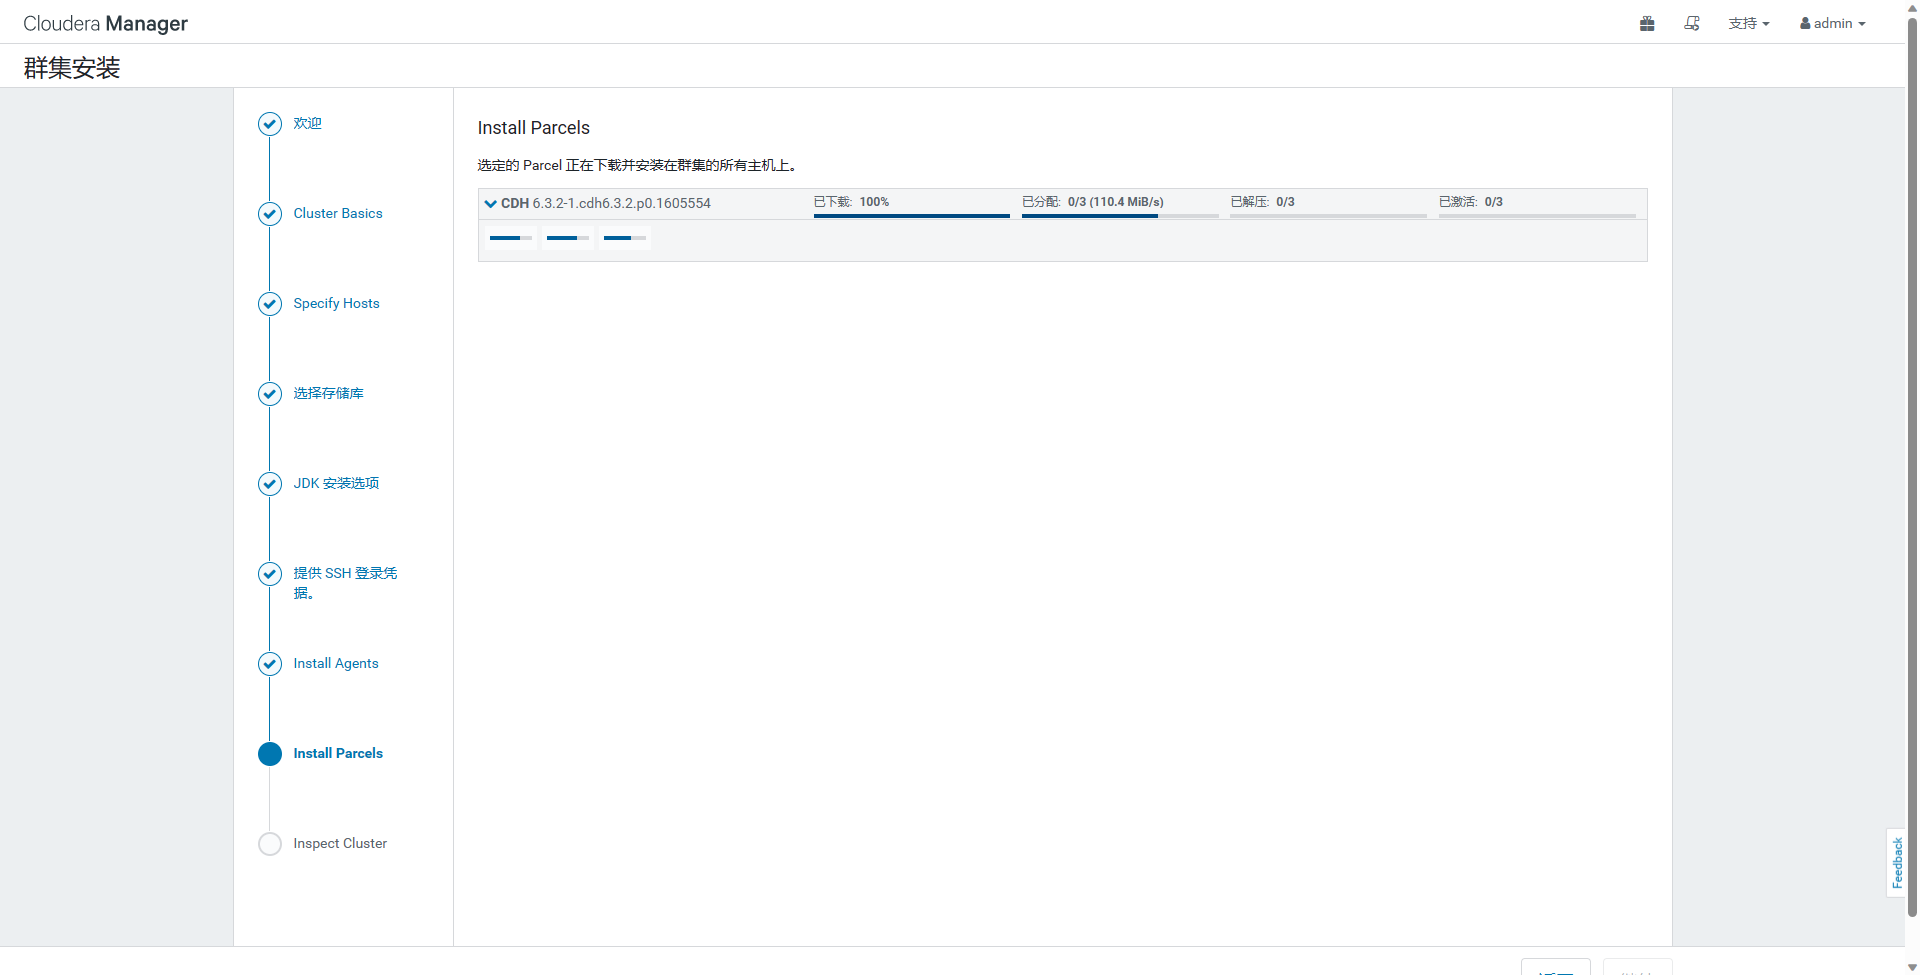 Cloudera Manager
支持
admin
群集安装
欢迎
Cluster Basics
Specify Hosts
选择存储库
JDK 安装选项
提供 SSH 登录凭
据。
Install Agents
Install Parcels
Inspect Cluster
Install Parcels
选定的 Parcel 正在下载并安装在群集的所有主机上。
CDH 6.3.2-1.cdh6.3.2.p0.1605554 已下载: 100% 已分配: 0/3 (110.4 MiB/s) 已解压: 0/3 已激活: 0/3
Feedback